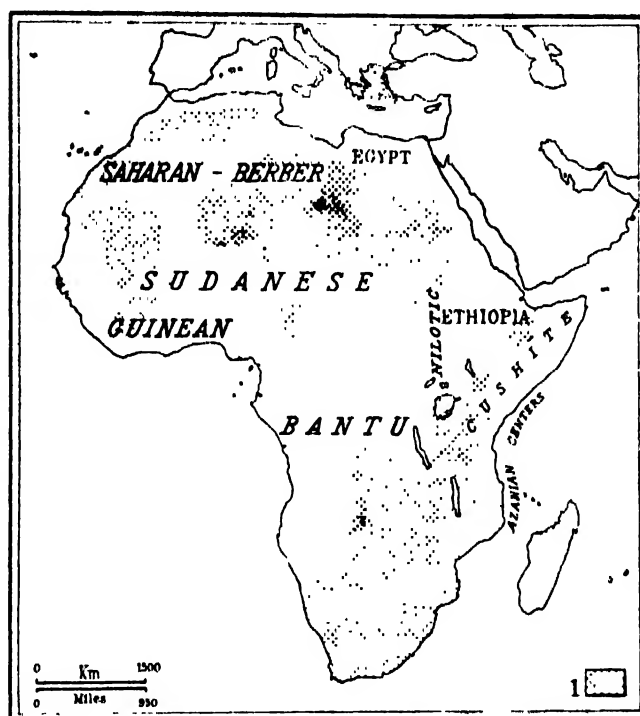 EGYPT
SAHARAN - BERBER
SUDANESE
GUINEAN
NILOTIC
ETHIOPIA
CUSHITE
BANTU
AZANIAN CENTERS
0 Km 1500
0 Miles 930
1